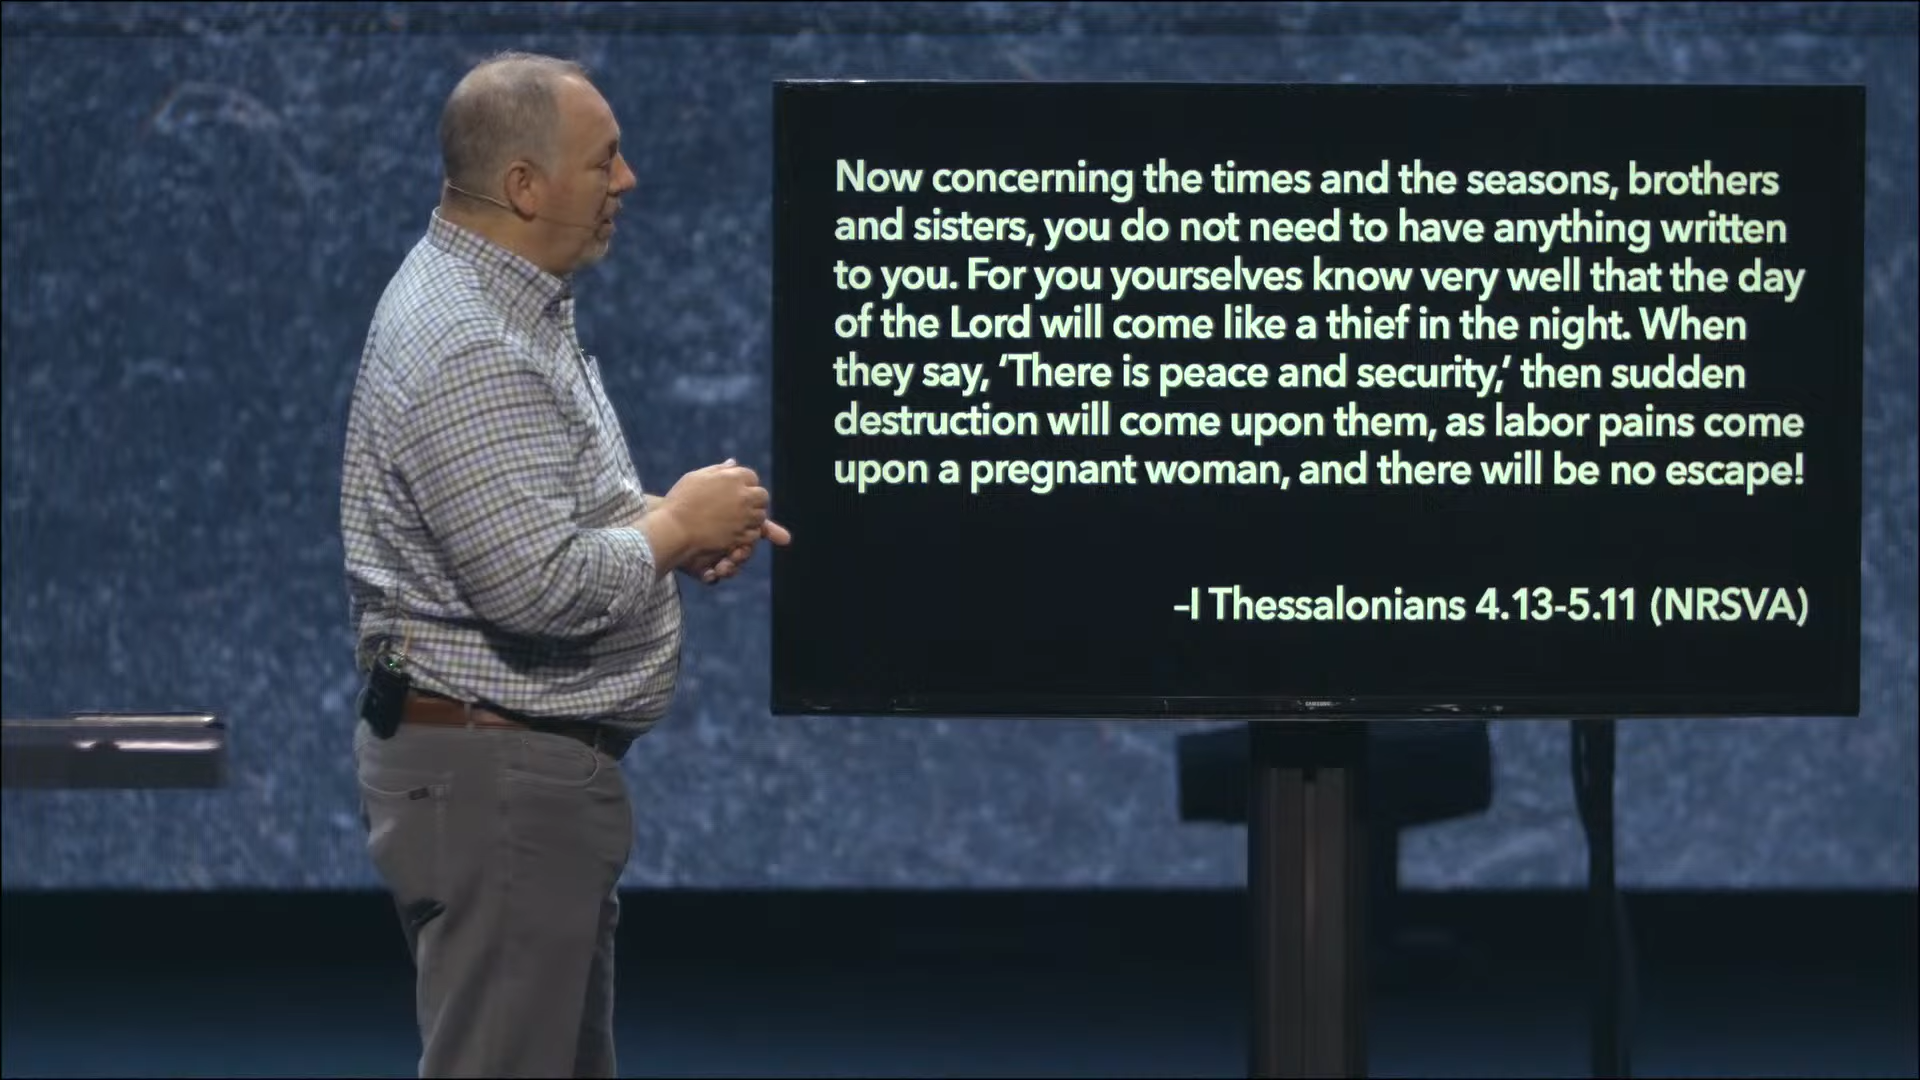 Now concerning the times and the seasons, brothers
and sisters, you do not need to have anything written
to you. For you yourselves know very well that the day
of the Lord will come like a thief in the night. When
they say, ‘There is peace and security,’ then sudden
destruction will come upon them, as labor pains come
upon a pregnant woman, and there will be no escape!
–I Thessalonians 4.13-5.11 (NRSVA)
SAMSUNG